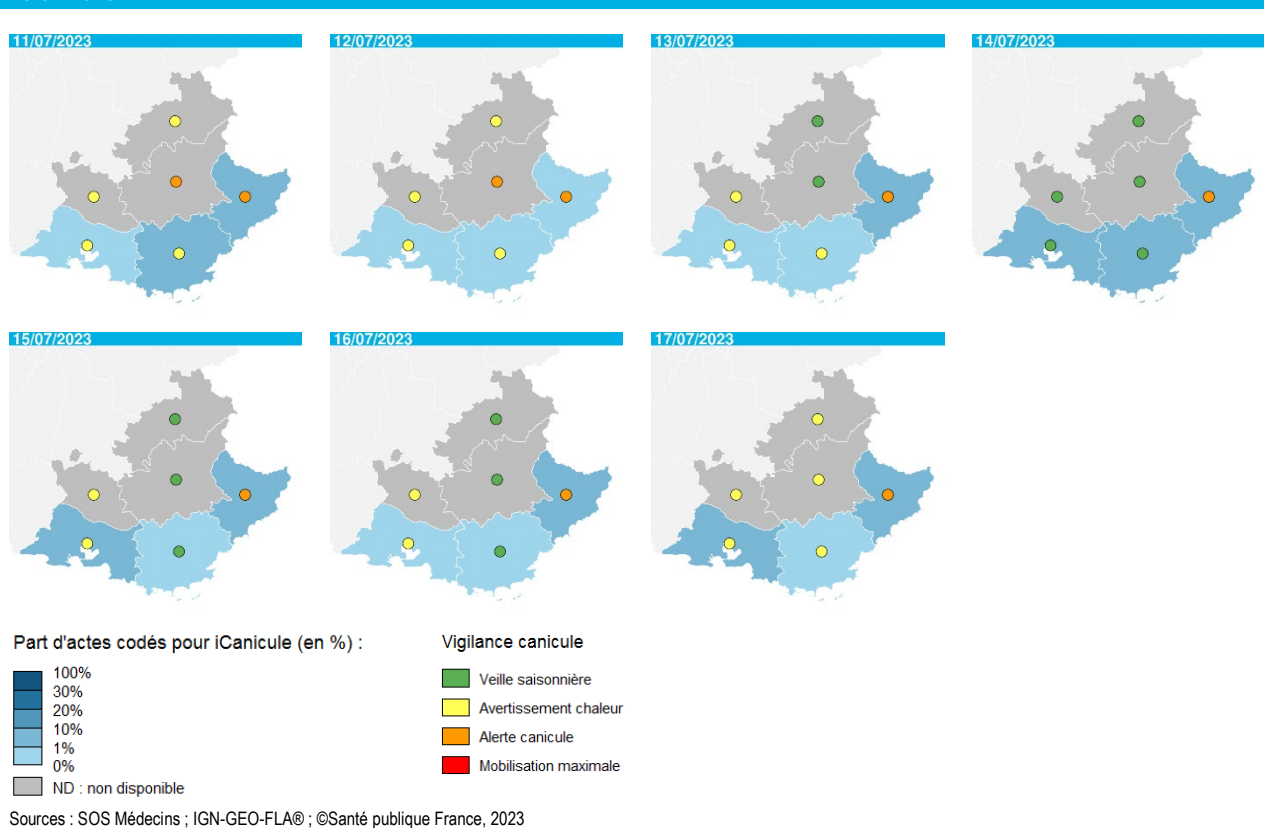 11/07/2023
12/07/2023
13/07/2023
14/07/2023
15/07/2023
16/07/2023
17/07/2023
Part d'actes codés pour iCanicule (en %) :
100%
30%
20%
10%
1%
0%
ND : non disponible
Vigilance canicule
Veille saisonnière
Avertissement chaleur
Alerte canicule
Mobilisation maximale
Sources : SOS Médecins ; IGN-GEO-FLA® ; ©Santé publique France, 2023